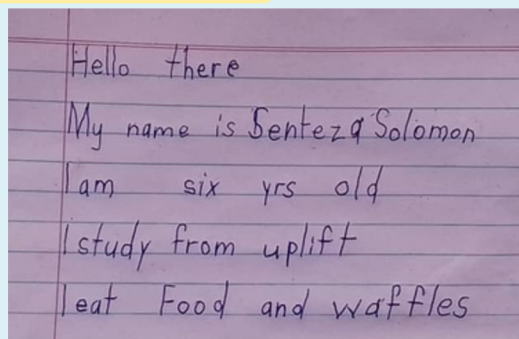 Hello there
My name is Senteza Solomon
I am six yrs old
I study from uplift
I eat Food and waffles